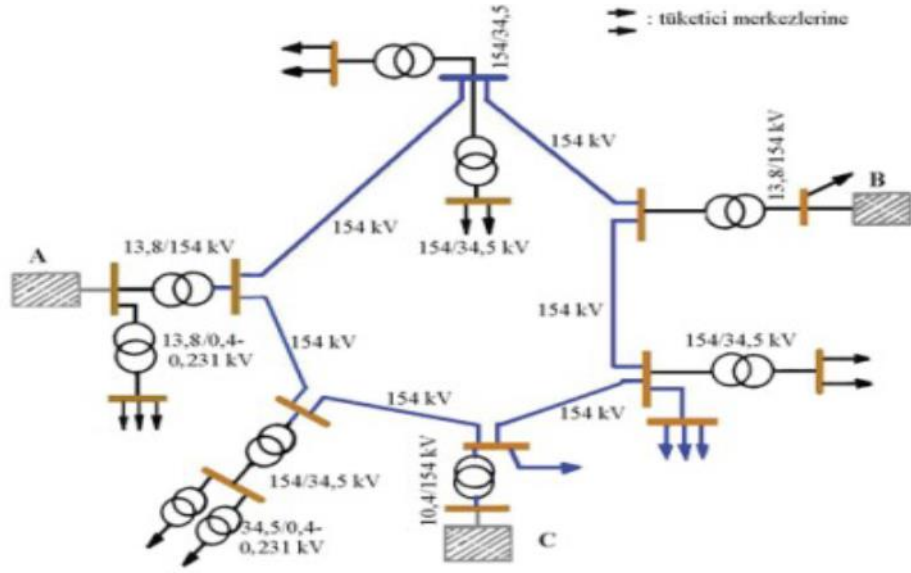 : tüketici merkezlerine
154/34,5
154 kV
13,8/154 kV
B
154 kV
154/34,5 kV
A
13,8/154 kV
154 kV
154/34,5 kV
13,8/0,4-
0,231 kV
154 kV
154 kV
154 kV
10,4/154 kV
154/34,5 kV
34,5/0,4-
0,231 kV
C